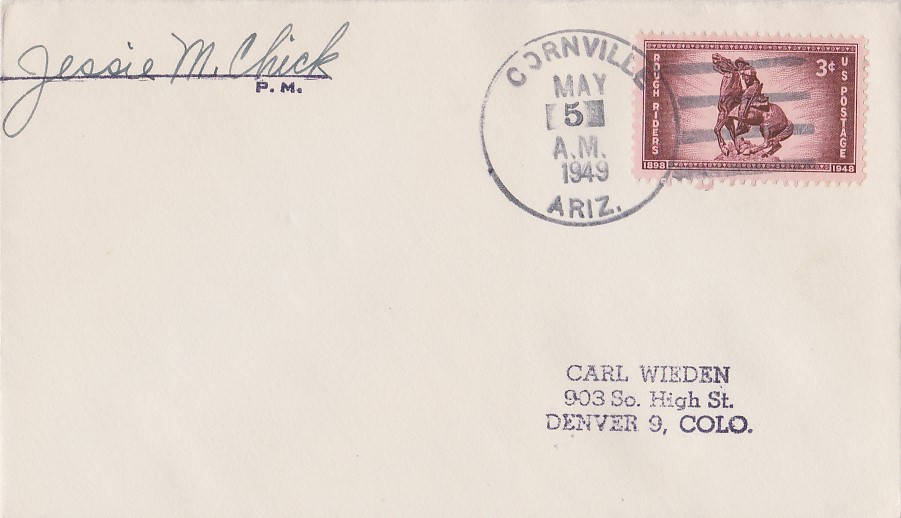 Jessie M. Chick
P. M.
CORNVILLE
MAY
5
A.M.
1949
ARIZ.
ROUGH RIDERS
3¢
US POSTAGE
1898
1948
CARL WIEDEN
903 So. High St.
DENVER 9, COLO.